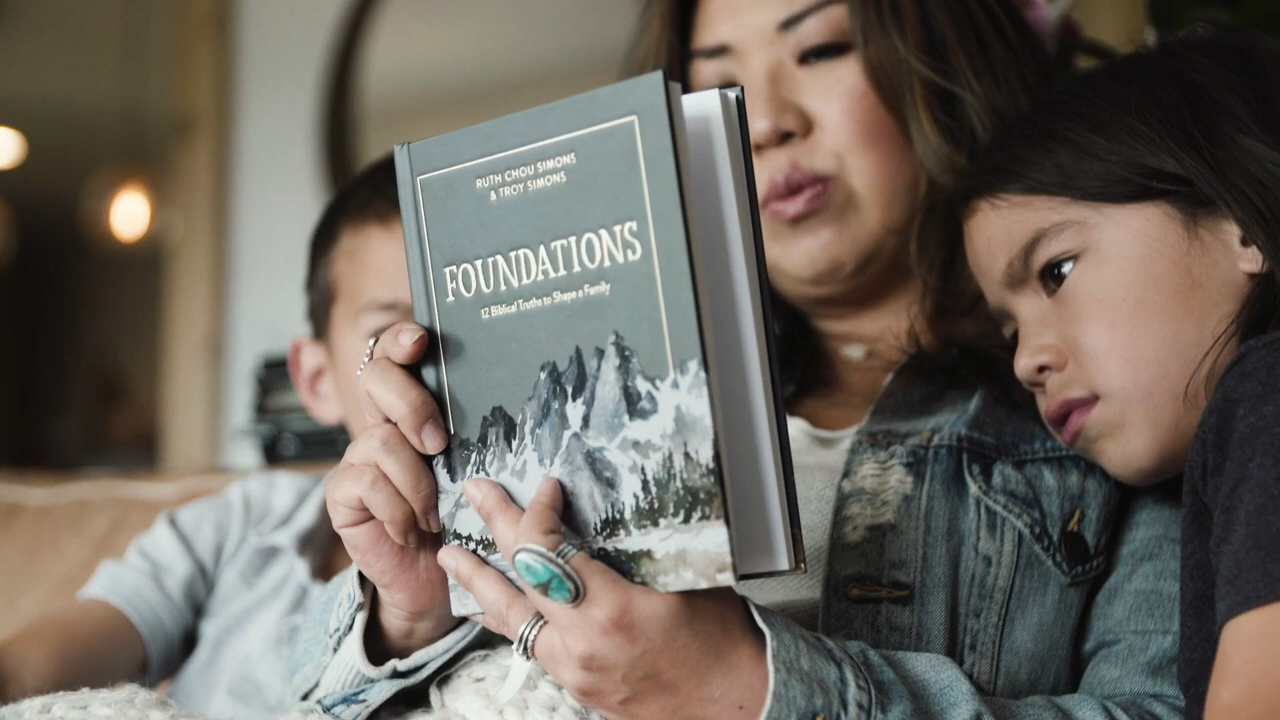 RUTH CHOU SIMONS
& TROY SIMONS
FOUNDATIONS
12 Biblical Truths to Shape a Family